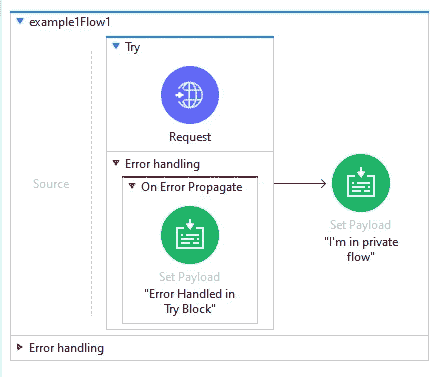 example1Flow1
Try
Request
Source
Error handling
On Error Propagate
Set Payload
"Error Handled in
Try Block"
Set Payload
"I'm in private
flow"
Error handling